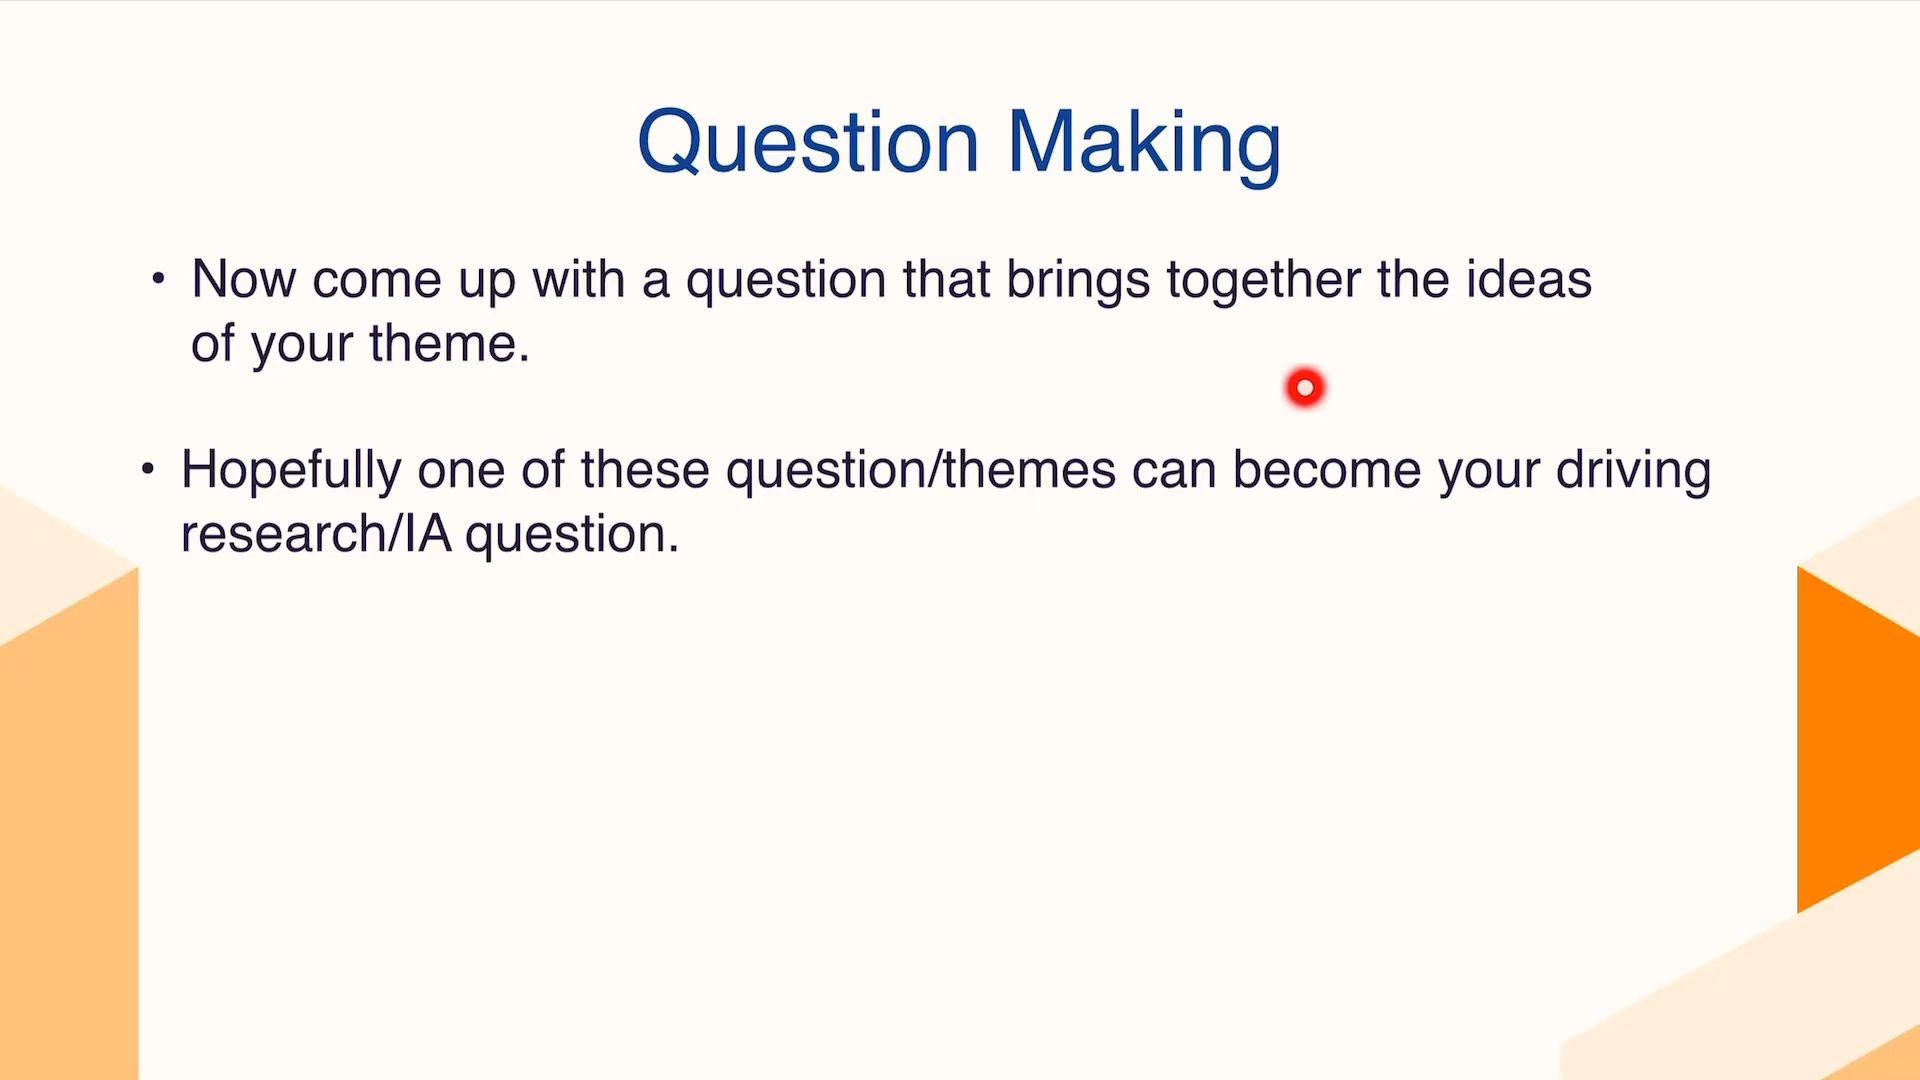 Question Making
• Now come up with a question that brings together the ideas
of your theme.
• Hopefully one of these question/themes can become your driving
research/IA question.